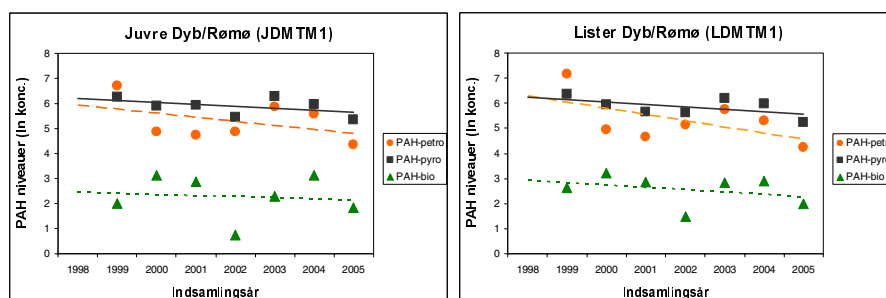 Juvre Dyb/Rømø (JDMTM1)
PAH niveauer (ln konc.)
8
7
6
5
4
3
2
1
0
1998 1999 2000 2001 2002 2003 2004 2005
Indsamlingsår
PAH-petro
PAH-pyro
PAH-bio
Lister Dyb/Rømø (LDMTM1)
PAH niveauer (ln konc.)
8
7
6
5
4
3
2
1
0
1998 1999 2000 2001 2002 2003 2004 2005
Indsamlingsår
PAH-petro
PAH-pyro
PAH-bio